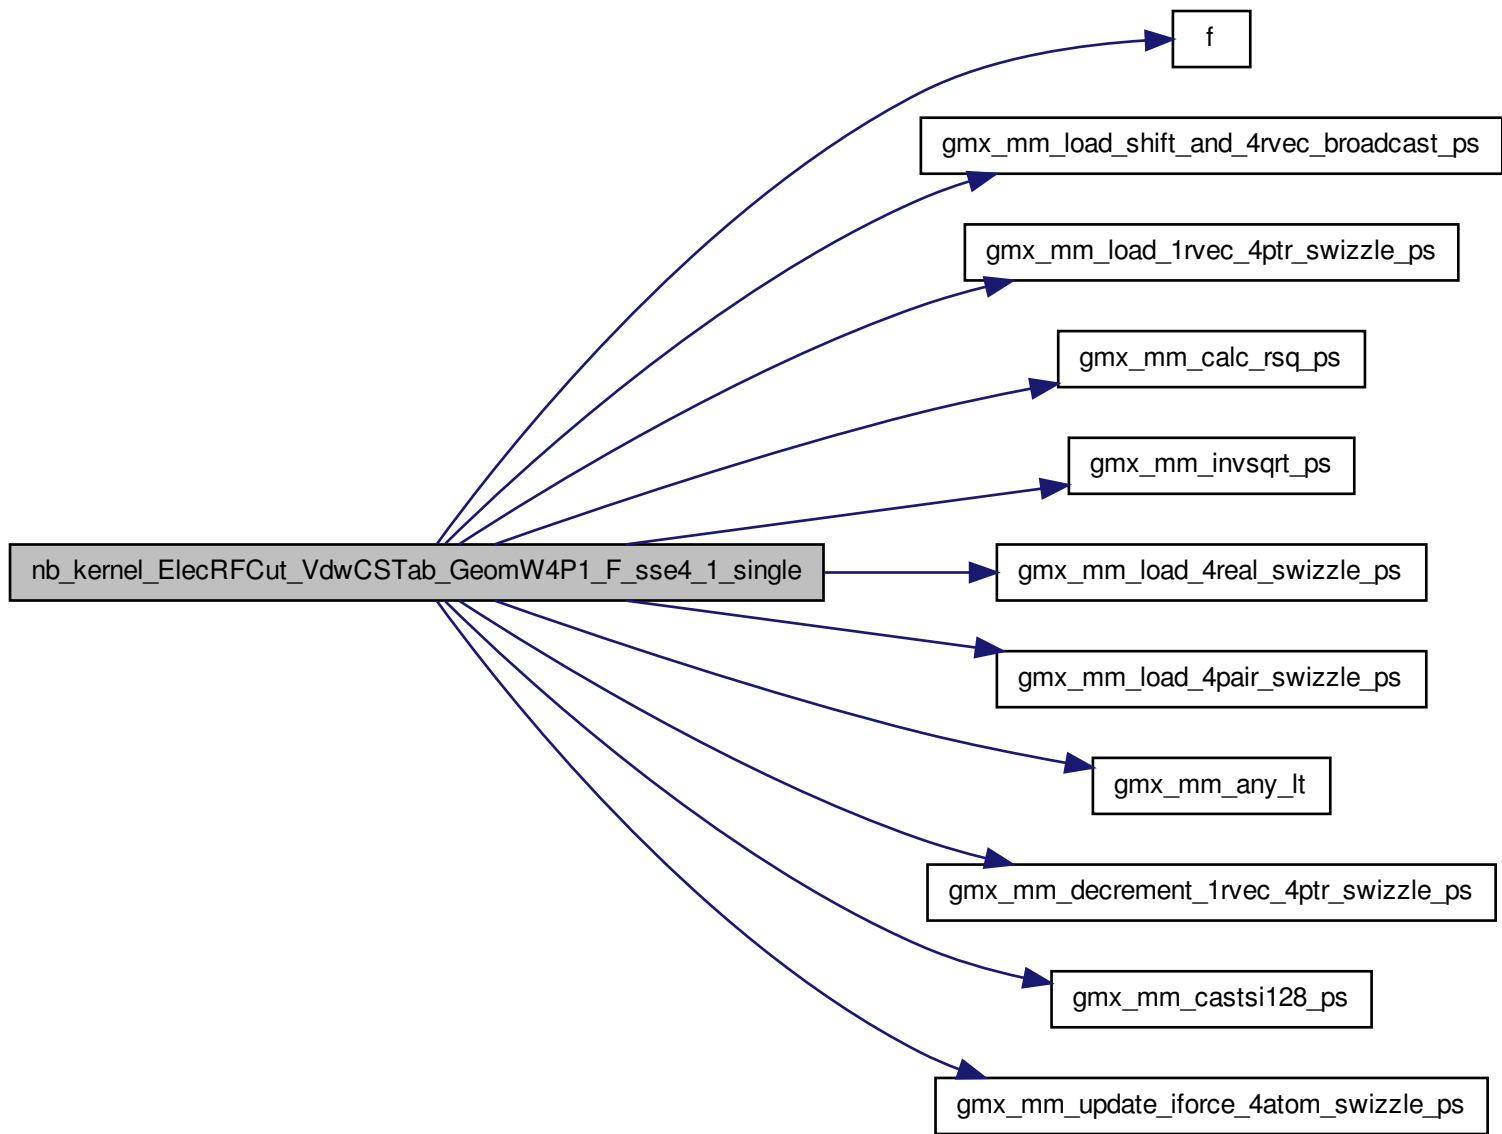 f
gmx_mm_load_shift_and_4rvec_broadcast_ps
gmx_mm_load_1rvec_4ptr_swizzle_ps
gmx_mm_calc_rsq_ps
gmx_mm_invsqrt_ps
nb_kernel_ElecRFCut_VdwCSTab_GeomW4P1_F_sse4_1_single
gmx_mm_load_4real_swizzle_ps
gmx_mm_load_4pair_swizzle_ps
gmx_mm_any_lt
gmx_mm_decrement_1rvec_4ptr_swizzle_ps
gmx_mm_castsi128_ps
gmx_mm_update_iforce_4atom_swizzle_ps